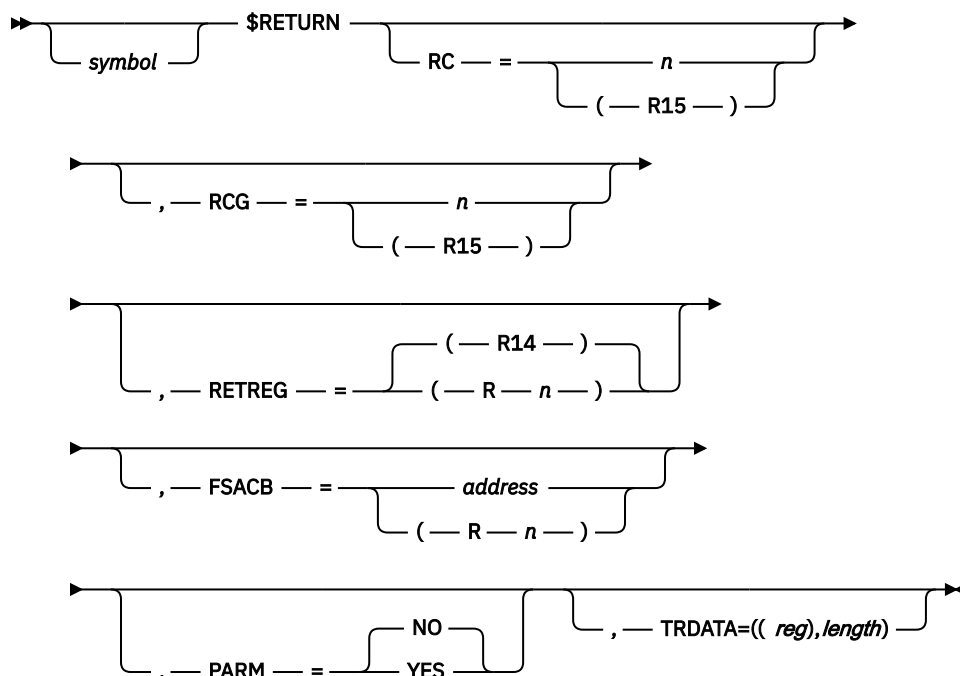 $RETURN
symbol
RC = n
( R15 )
, RCG = n
( R15 )
( R14 )
, RETREG = ( R n )
, FSACB = address
( R n )
NO
, PARM = YES
, TRDATA=(( reg),length)